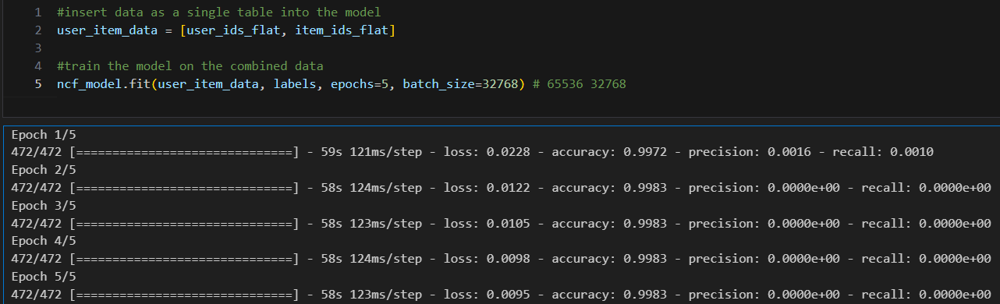 1 #insert data as a single table into the model
2 user_item_data = [user_ids_flat, item_ids_flat]
3
4 #train the model on the combined data
5 ncf_model.fit(user_item_data, labels, epochs=5, batch_size=32768) # 65536 32768
Epoch 1/5
472/472 [==============================] - 59s 121ms/step - loss: 0.0228 - accuracy: 0.9972 - precision: 0.0016 - recall: 0.0010
Epoch 2/5
472/472 [==============================] - 58s 124ms/step - loss: 0.0122 - accuracy: 0.9983 - precision: 0.0000e+00 - recall: 0.0000e+00
Epoch 3/5
472/472 [==============================] - 58s 123ms/step - loss: 0.0105 - accuracy: 0.9983 - precision: 0.0000e+00 - recall: 0.0000e+00
Epoch 4/5
472/472 [==============================] - 58s 124ms/step - loss: 0.0098 - accuracy: 0.9983 - precision: 0.0000e+00 - recall: 0.0000e+00
Epoch 5/5
472/472 [==============================] - 58s 123ms/step - loss: 0.0095 - accuracy: 0.9983 - precision: 0.0000e+00 - recall: 0.0000e+00